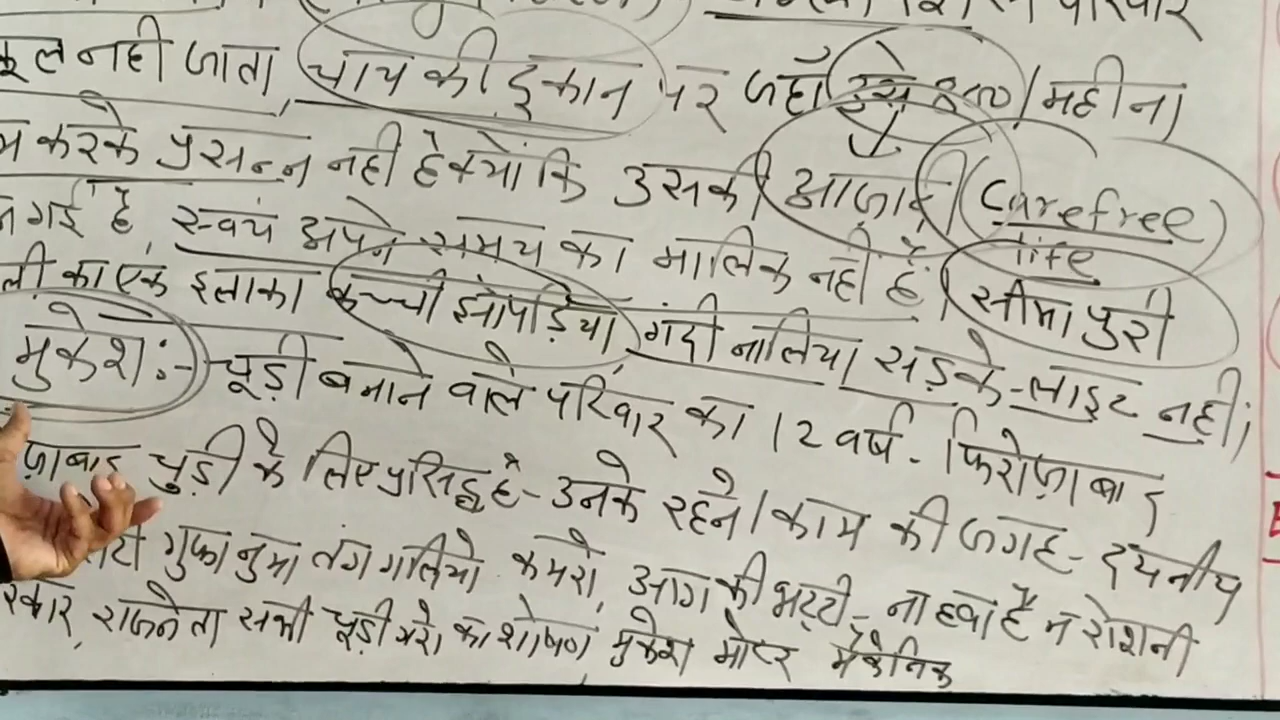 परिवार
नही जाता, चाय की दुकान पर जहाँ उसे 800/महीना
करके प्रसन्न नही है क्यों कि उसकी आज़ादी (Carefree life)
गई है, स्वयं अपने समय का मालिक नही है। सीमापुरी
का एक इलाका कच्ची झोपड़िया, गंदी नालिया सड़के-लाइट नही।
मुकेश:- चूड़ी बनाने वाले परिवार का 12 वर्ष - फिरोज़ाबाद
चुड़ी के लिए प्रसिद्ध है - उनके रहने/काम की जगह - दयनीय
गुफानुमा तंग गलियो कमरो, आग की भट्टी - ना हवा है न रोशनी
राजनेता सभी चूड़ी का शोषण, मुकेश मोटर मैकेनिक